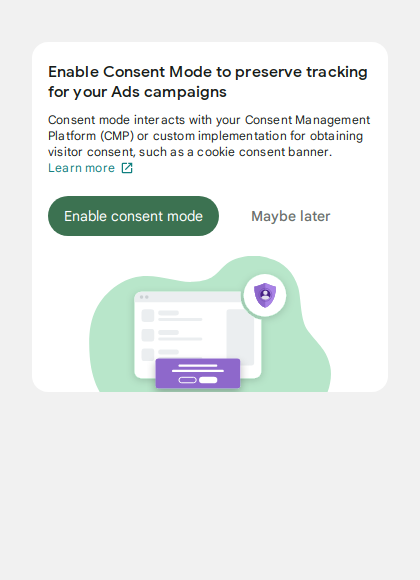 Enable Consent Mode to preserve tracking
for your Ads campaigns
Consent mode interacts with your Consent Management
Platform (CMP) or custom implementation for obtaining
visitor consent, such as a cookie consent banner.
Learn more
Enable consent mode
Maybe later